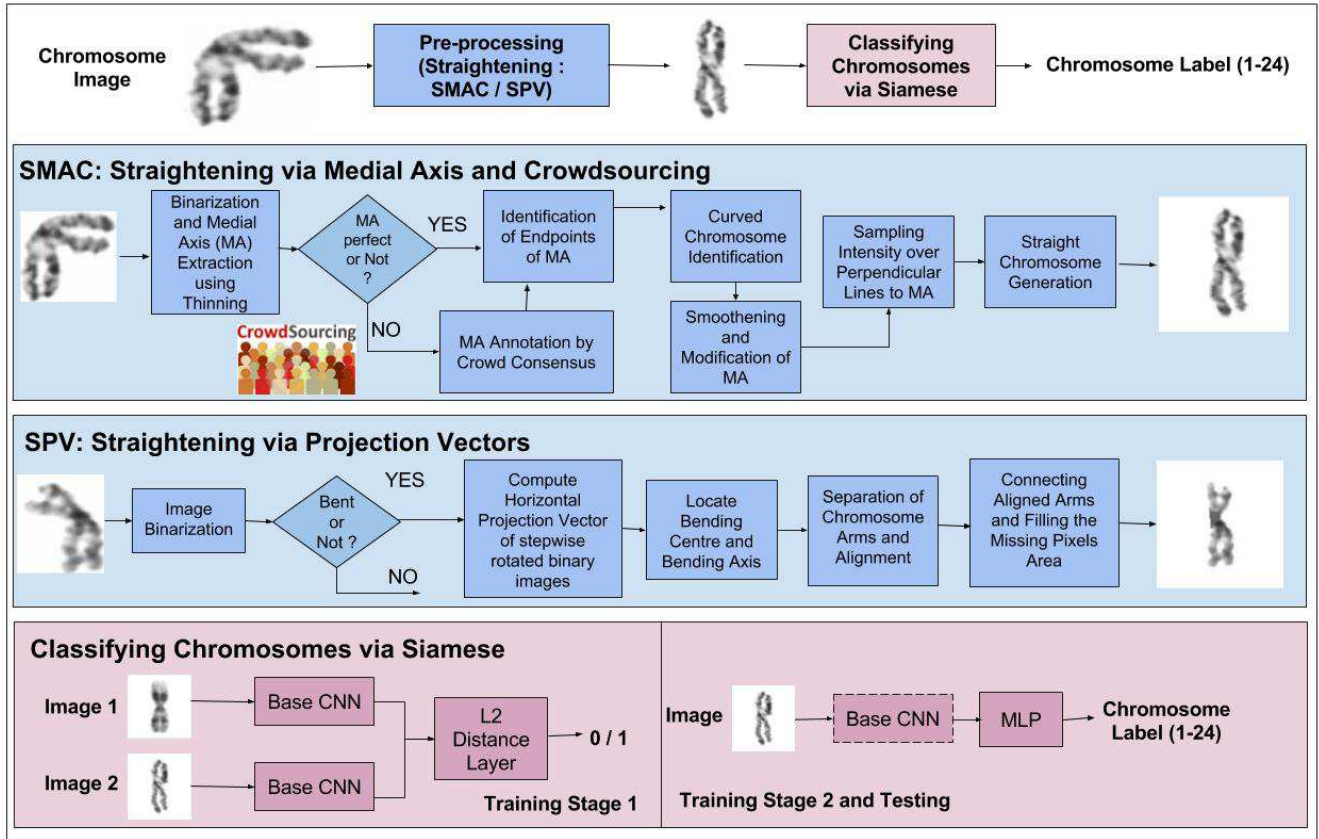 Chromosome
Image
Pre-processing
(Straightening :
SMAC / SPV)
Classifying
Chromosomes
via Siamese
Chromosome Label (1-24)
SMAC: Straightening via Medial Axis and Crowdsourcing
Binarization
and Medial
Axis (MA)
Extraction
using
Thinning
MA
perfect
or Not
?
YES
NO
CrowdSourcing
MA Annotation by
Crowd Consensus
Identification
of Endpoints
of MA
Curved
Chromosome
Identification
Smoothening
and
Modification of
MA
Sampling
Intensity over
Perpendicular
Lines to MA
Straight
Chromosome
Generation
SPV: Straightening via Projection Vectors
Image
Binarization
Bent
or
Not ?
YES
NO
Compute
Horizontal
Projection Vector
of stepwise
rotated binary
images
Locate
Bending
Centre and
Bending Axis
Separation of
Chromosome
Arms and
Alignment
Connecting
Aligned Arms
and Filling the
Missing Pixels
Area
Classifying Chromosomes via Siamese
Image 1
Base CNN
Image 2
Base CNN
L2
Distance
Layer
0 / 1
Training Stage 1
Image
Base CNN
MLP
Chromosome
Label (1-24)
Training Stage 2 and Testing